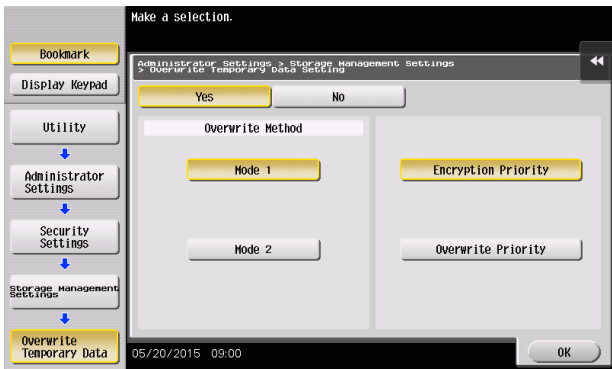 Make a selection.
Bookmark
Display Keypad
Utility
Administrator
Settings
Security
Settings
Storage Management
Settings
Overwrite
Temporary Data
Administrator Settings > Storage Management Settings
> Overwrite Temporary Data Setting
Yes
No
Overwrite Method
Mode 1
Mode 2
Encryption Priority
Overwrite Priority
05/20/2015 09:00
OK